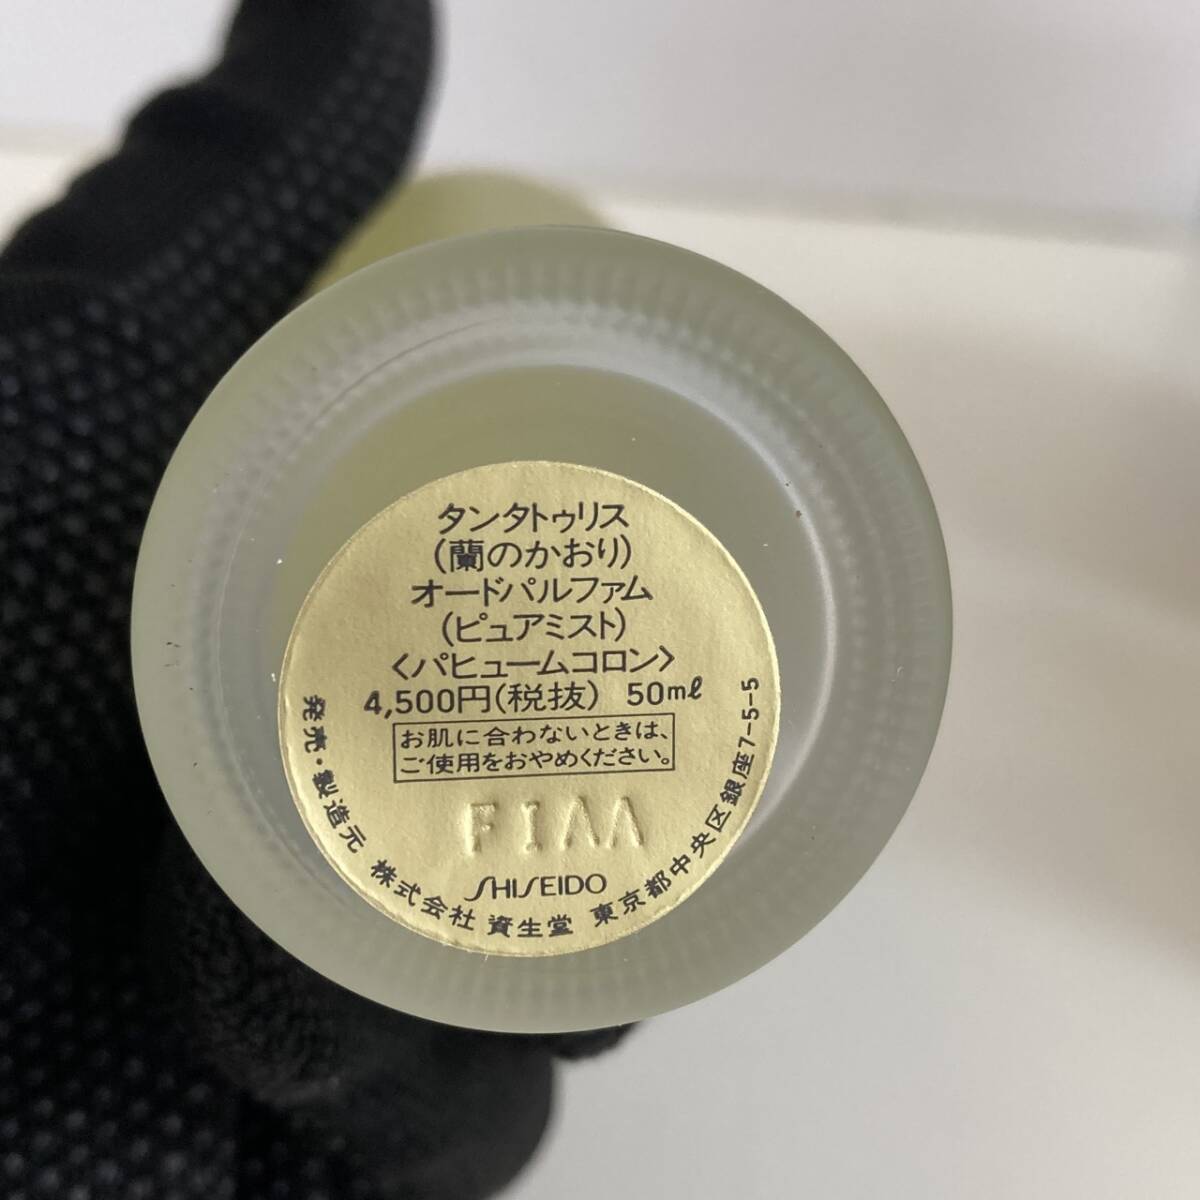 タンタトゥリス
(蘭のかおり)
オードパルファム
(ピュアミスト)
〈パヒュームコロン〉
4,500円(税抜) 50mℓ
お肌に合わないときは、
ご使用をおやめください。
FIΛΛ
SHISEIDO
発売・製造元 株式会社 資生堂 東京都中央区銀座7-5-5